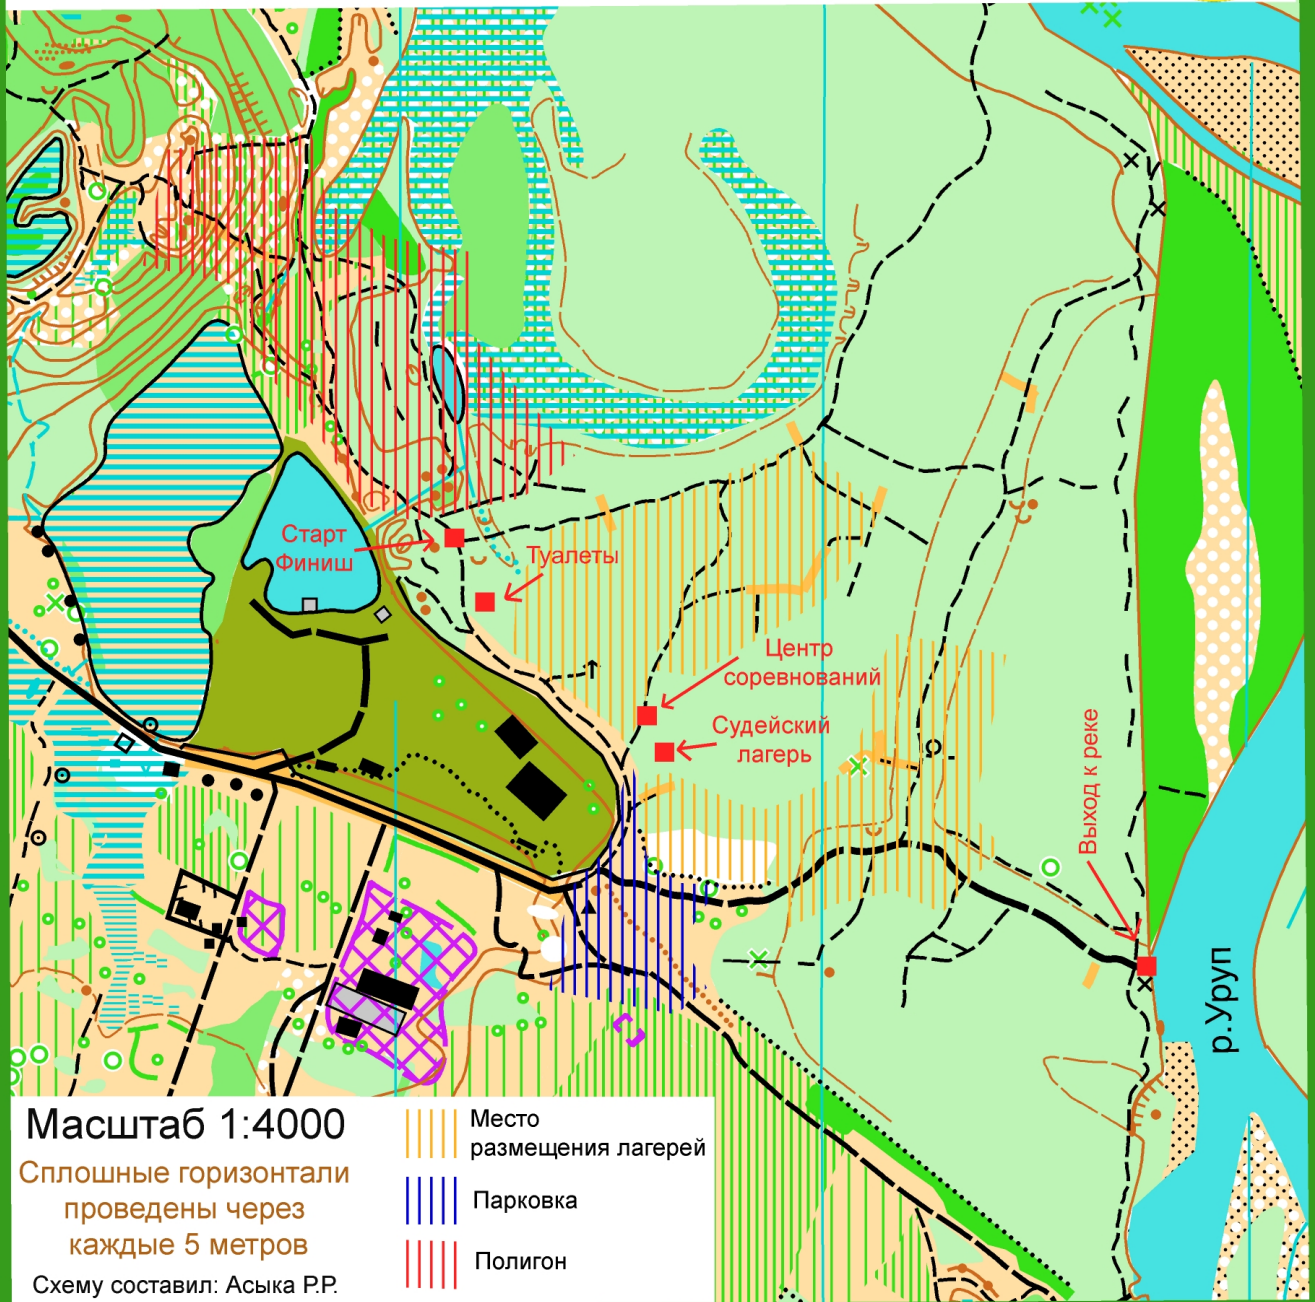 Старт
Финиш
Туалеты
Центр
соревнований
Судейский
лагерь
Выход к реке
р.Уруп
Масштаб 1:4000
Сплошные горизонтали
проведены через
каждые 5 метров
Схему составил: Асыка Р.Р.
Место
размещения лагерей
Парковка
Полигон